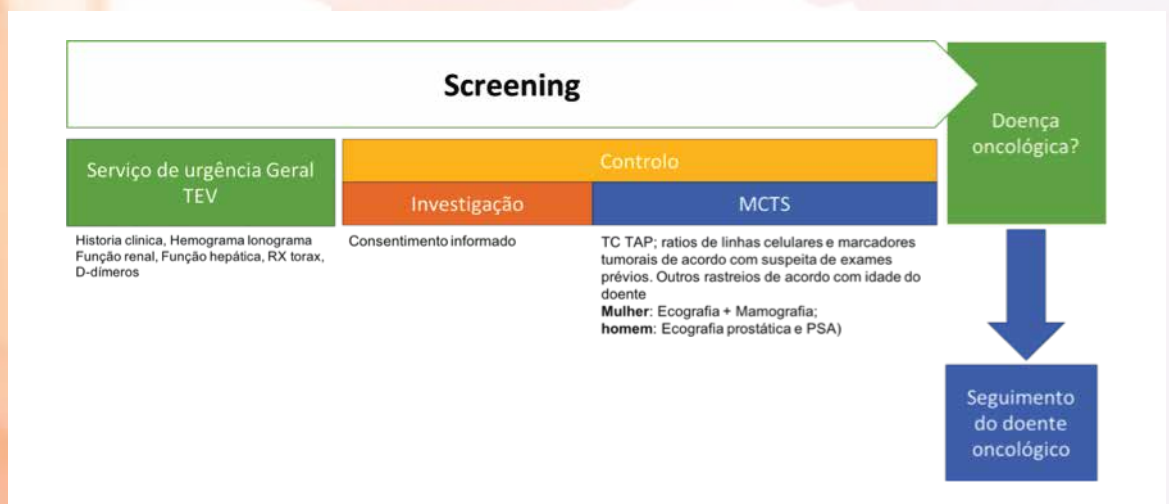 Screening
Doença
oncológica?
Serviço de urgência Geral
TEV
Controlo
Investigação
MCTS
Historia clinica, Hemograma Ionograma
Função renal, Função hepática, RX torax,
D-dímeros
Consentimento informado
TC TAP; ratios de linhas celulares e marcadores
tumorais de acordo com suspeita de exames
prévios. Outros rastreios de acordo com idade do
doente
Mulher: Ecografia + Mamografia;
homem: Ecografia prostática e PSA)
Seguimento
do doente
oncológico